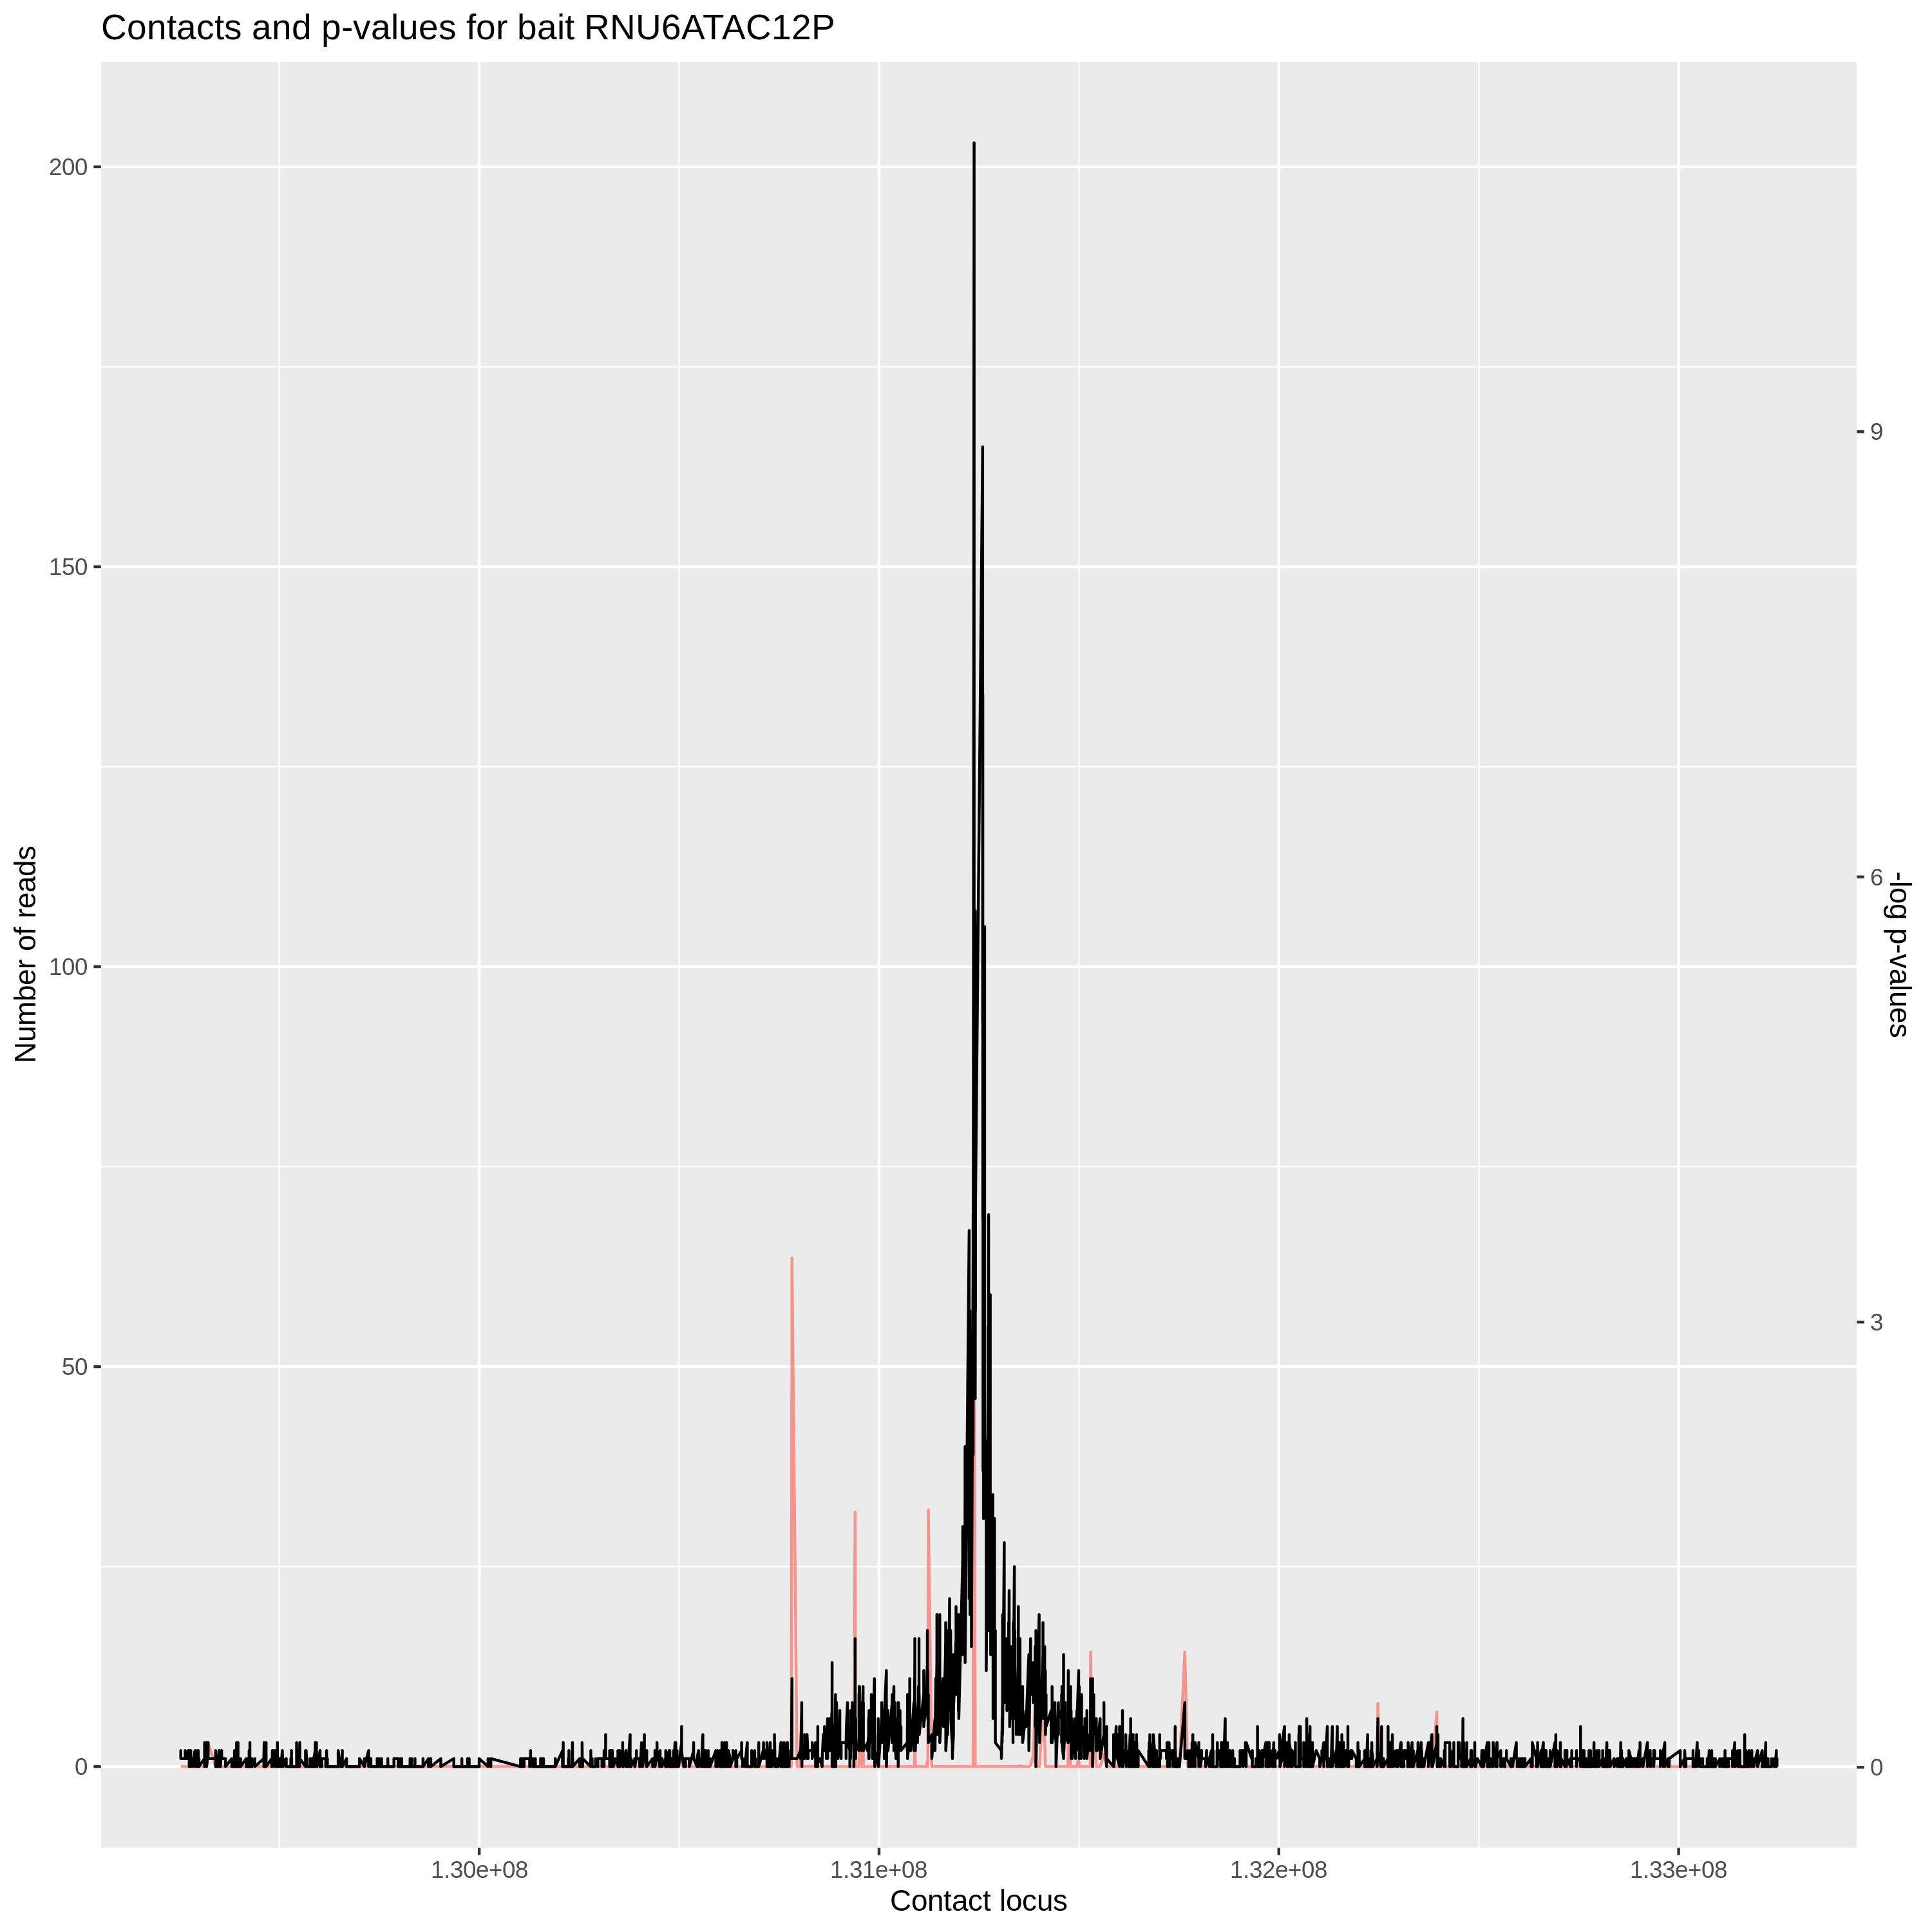 Contacts and p-values for bait RNU6ATAC12P
200
150
100
50
0
Number of reads
9
6
3
0
-log p-values
1.30e+08
1.31e+08
1.32e+08
1.33e+08
Contact locus